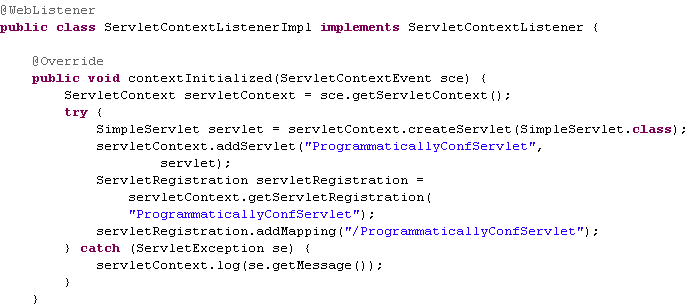 @WebListener
public class ServletContextListenerImpl implements ServletContextListener {
@Override
public void contextInitialized(ServletContextEvent sce) {
ServletContext servletContext = sce.getServletContext();
try {
SimpleServlet servlet = servletContext.createServlet(SimpleServlet.class);
servletContext.addServlet("ProgrammaticallyConfServlet",
servlet);
ServletRegistration servletRegistration =
servletContext.getServletRegistration(
"ProgrammaticallyConfServlet");
servletRegistration.addMapping("/ProgrammaticallyConfServlet");
} catch (ServletException se) {
servletContext.log(se.getMessage());
}
}